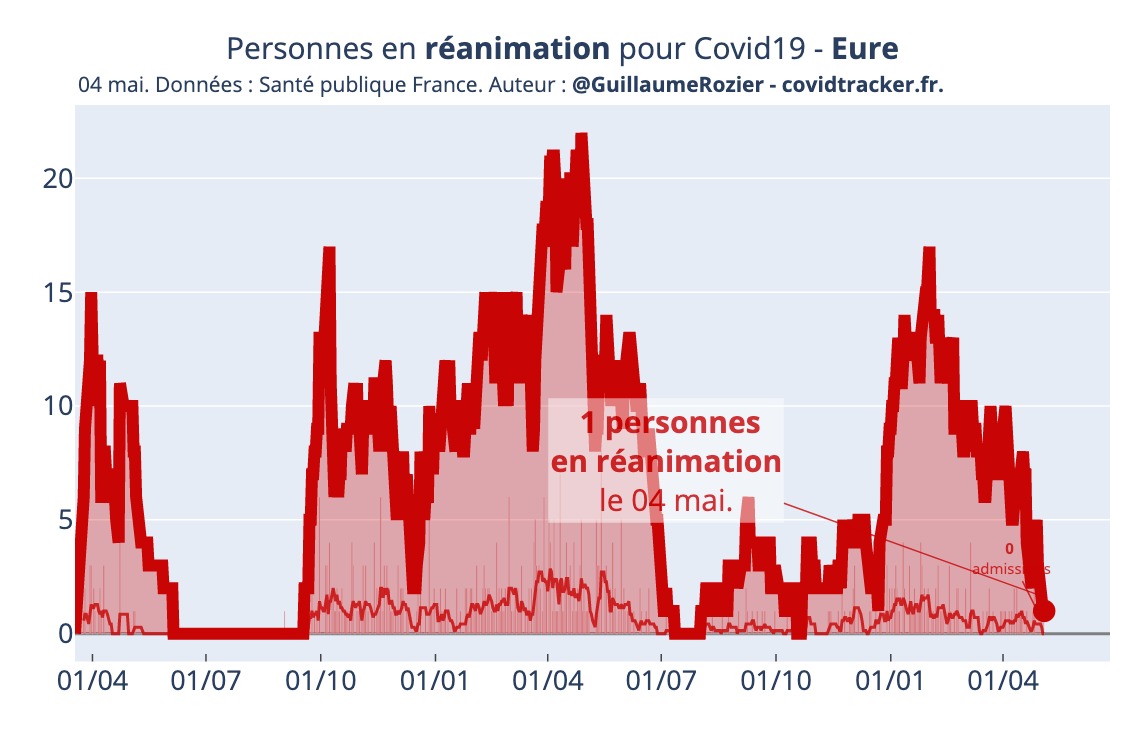 Personnes en réanimation pour Covid19 - Eure
04 mai. Données : Santé publique France. Auteur : @GuillaumeRozier - covidtracker.fr.
20
15
10
5
0
1 personnes
en réanimation
le 04 mai.
0
admissions
01/04 01/07 01/10 01/01 01/04 01/07 01/10 01/01 01/04